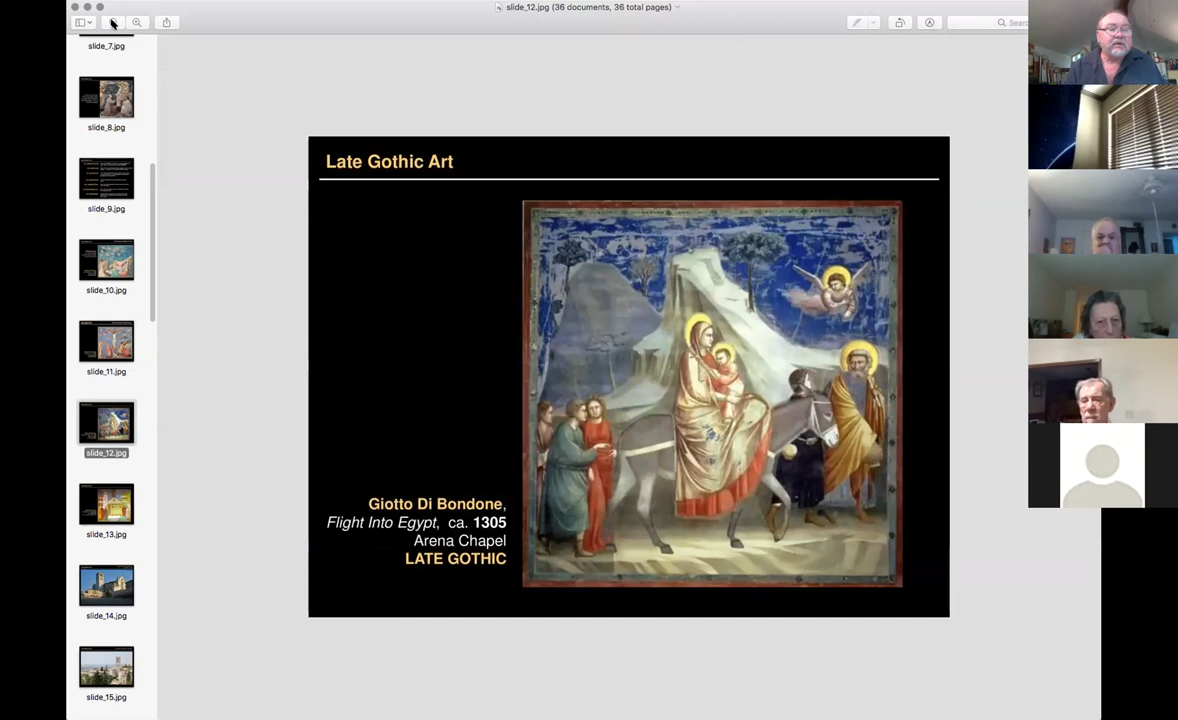 slide_12.jpg (36 documents, 36 total pages)
slide_7.jpg
slide_8.jpg
slide_9.jpg
slide_10.jpg
slide_11.jpg
slide_12.jpg
slide_13.jpg
slide_14.jpg
slide_15.jpg
Late Gothic Art
Giotto Di Bondone,
Flight Into Egypt, ca. 1305
Arena Chapel
LATE GOTHIC